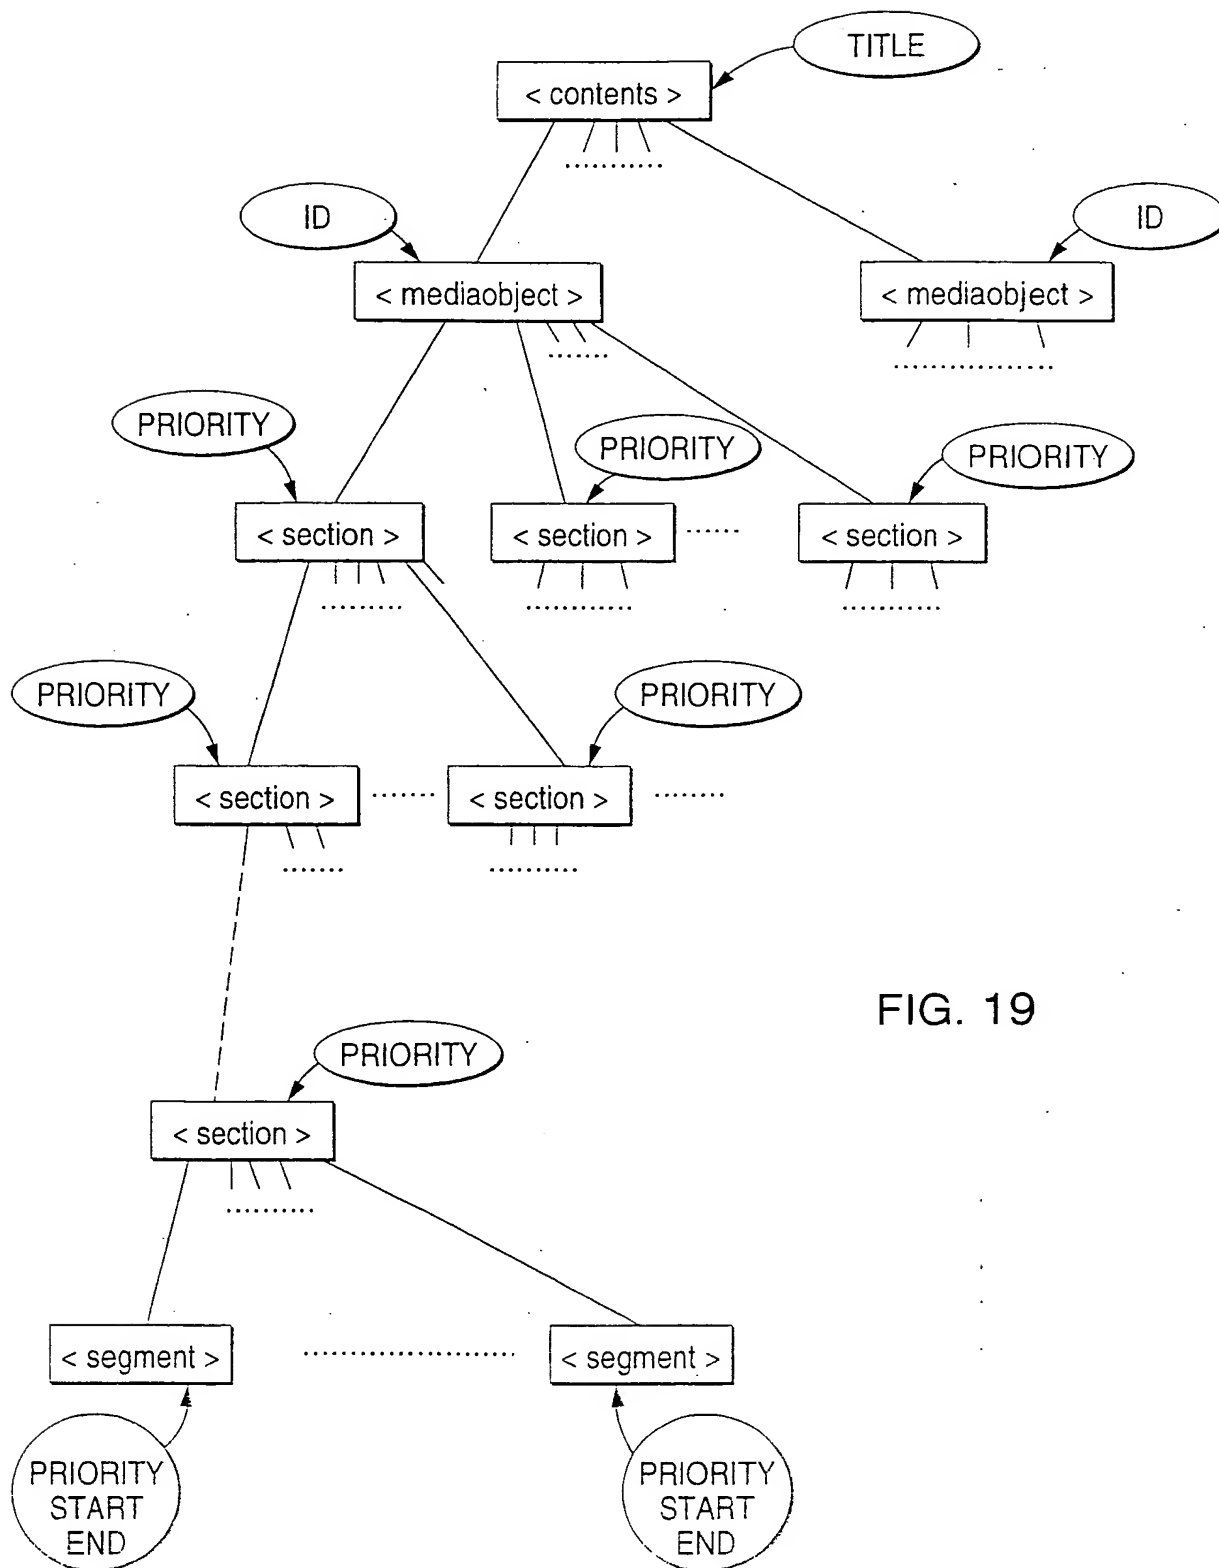 TITLE
< contents >
ID
ID
< mediaobject >
< mediaobject >
PRIORITY
PRIORITY
PRIORITY
< section >
< section >
< section >
PRIORITY
PRIORITY
< section >
< section >
FIG. 19
PRIORITY
< section >
< segment >
< segment >
PRIORITY
START
END
PRIORITY
START
END